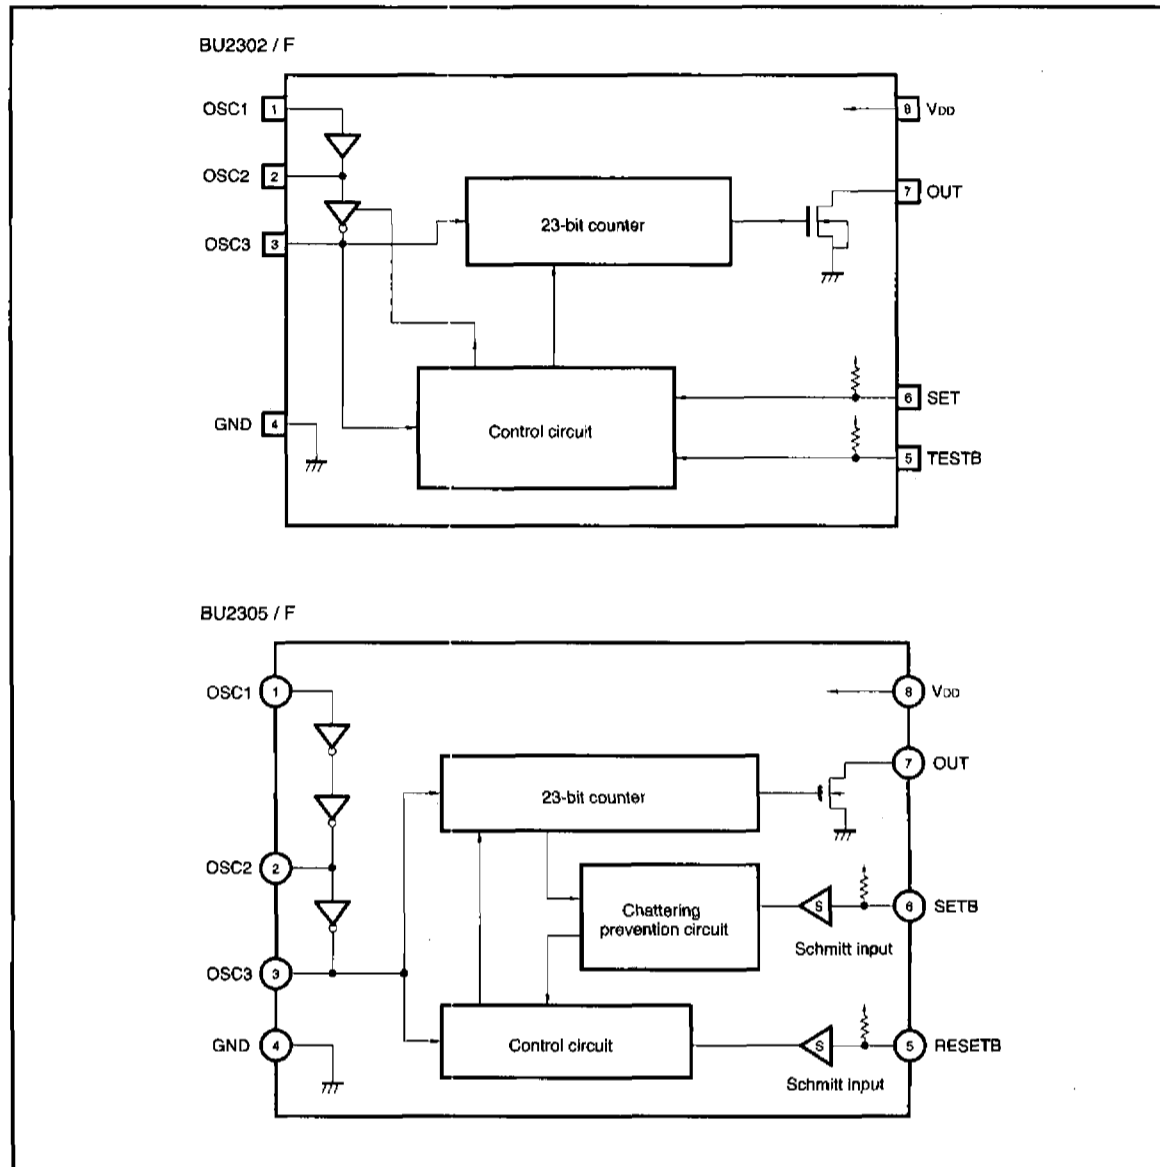 BU2302 / F
OSC1 1
8 VDD
OSC2 2
7 OUT
OSC3 3
23-bit counter
GND 4
Control circuit
6 SET
5 TESTB
BU2305 / F
OSC1 1
8 VDD
7 OUT
23-bit counter
OSC2 2
Chattering
prevention circuit
S
6 SETB
Schmitt input
OSC3 3
GND 4
Control circuit
S
5 RESETB
Schmitt input